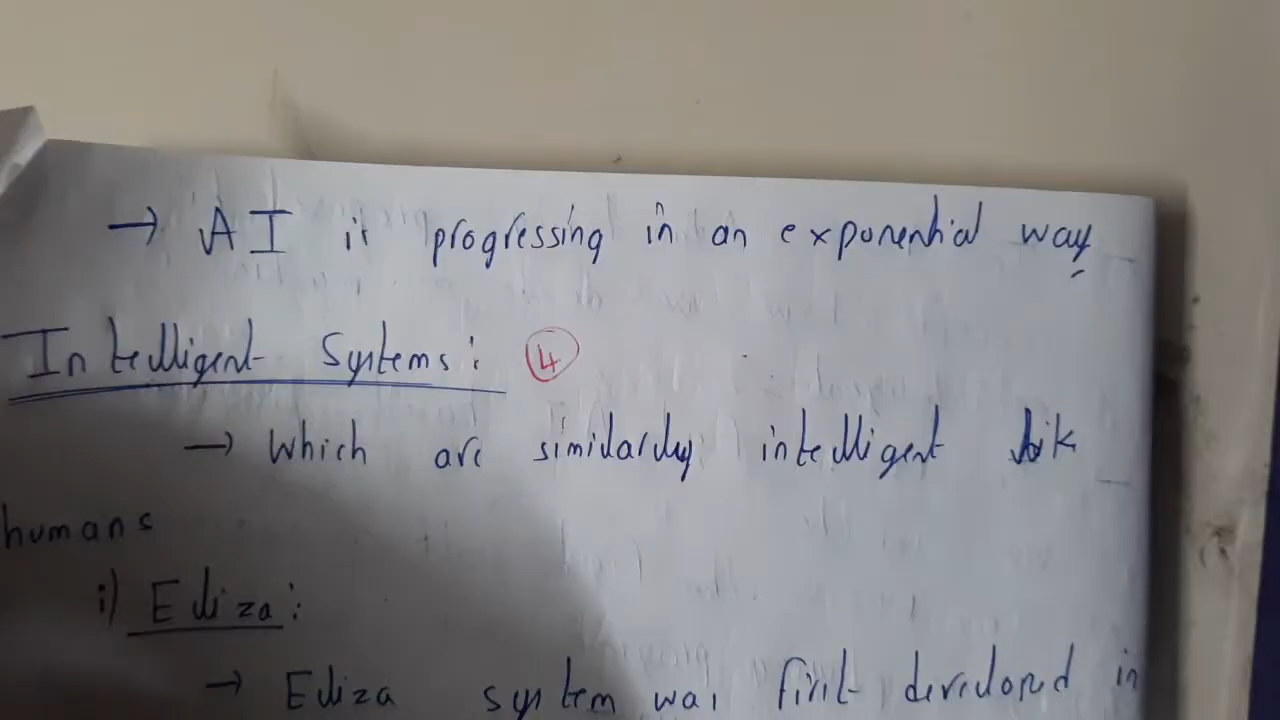 → AI is progressing in an exponential way
Intelligent Systems: 4
→ Which are similarly intelligent lik
humans
i) Eliza:
→ Eliza system was first developed in